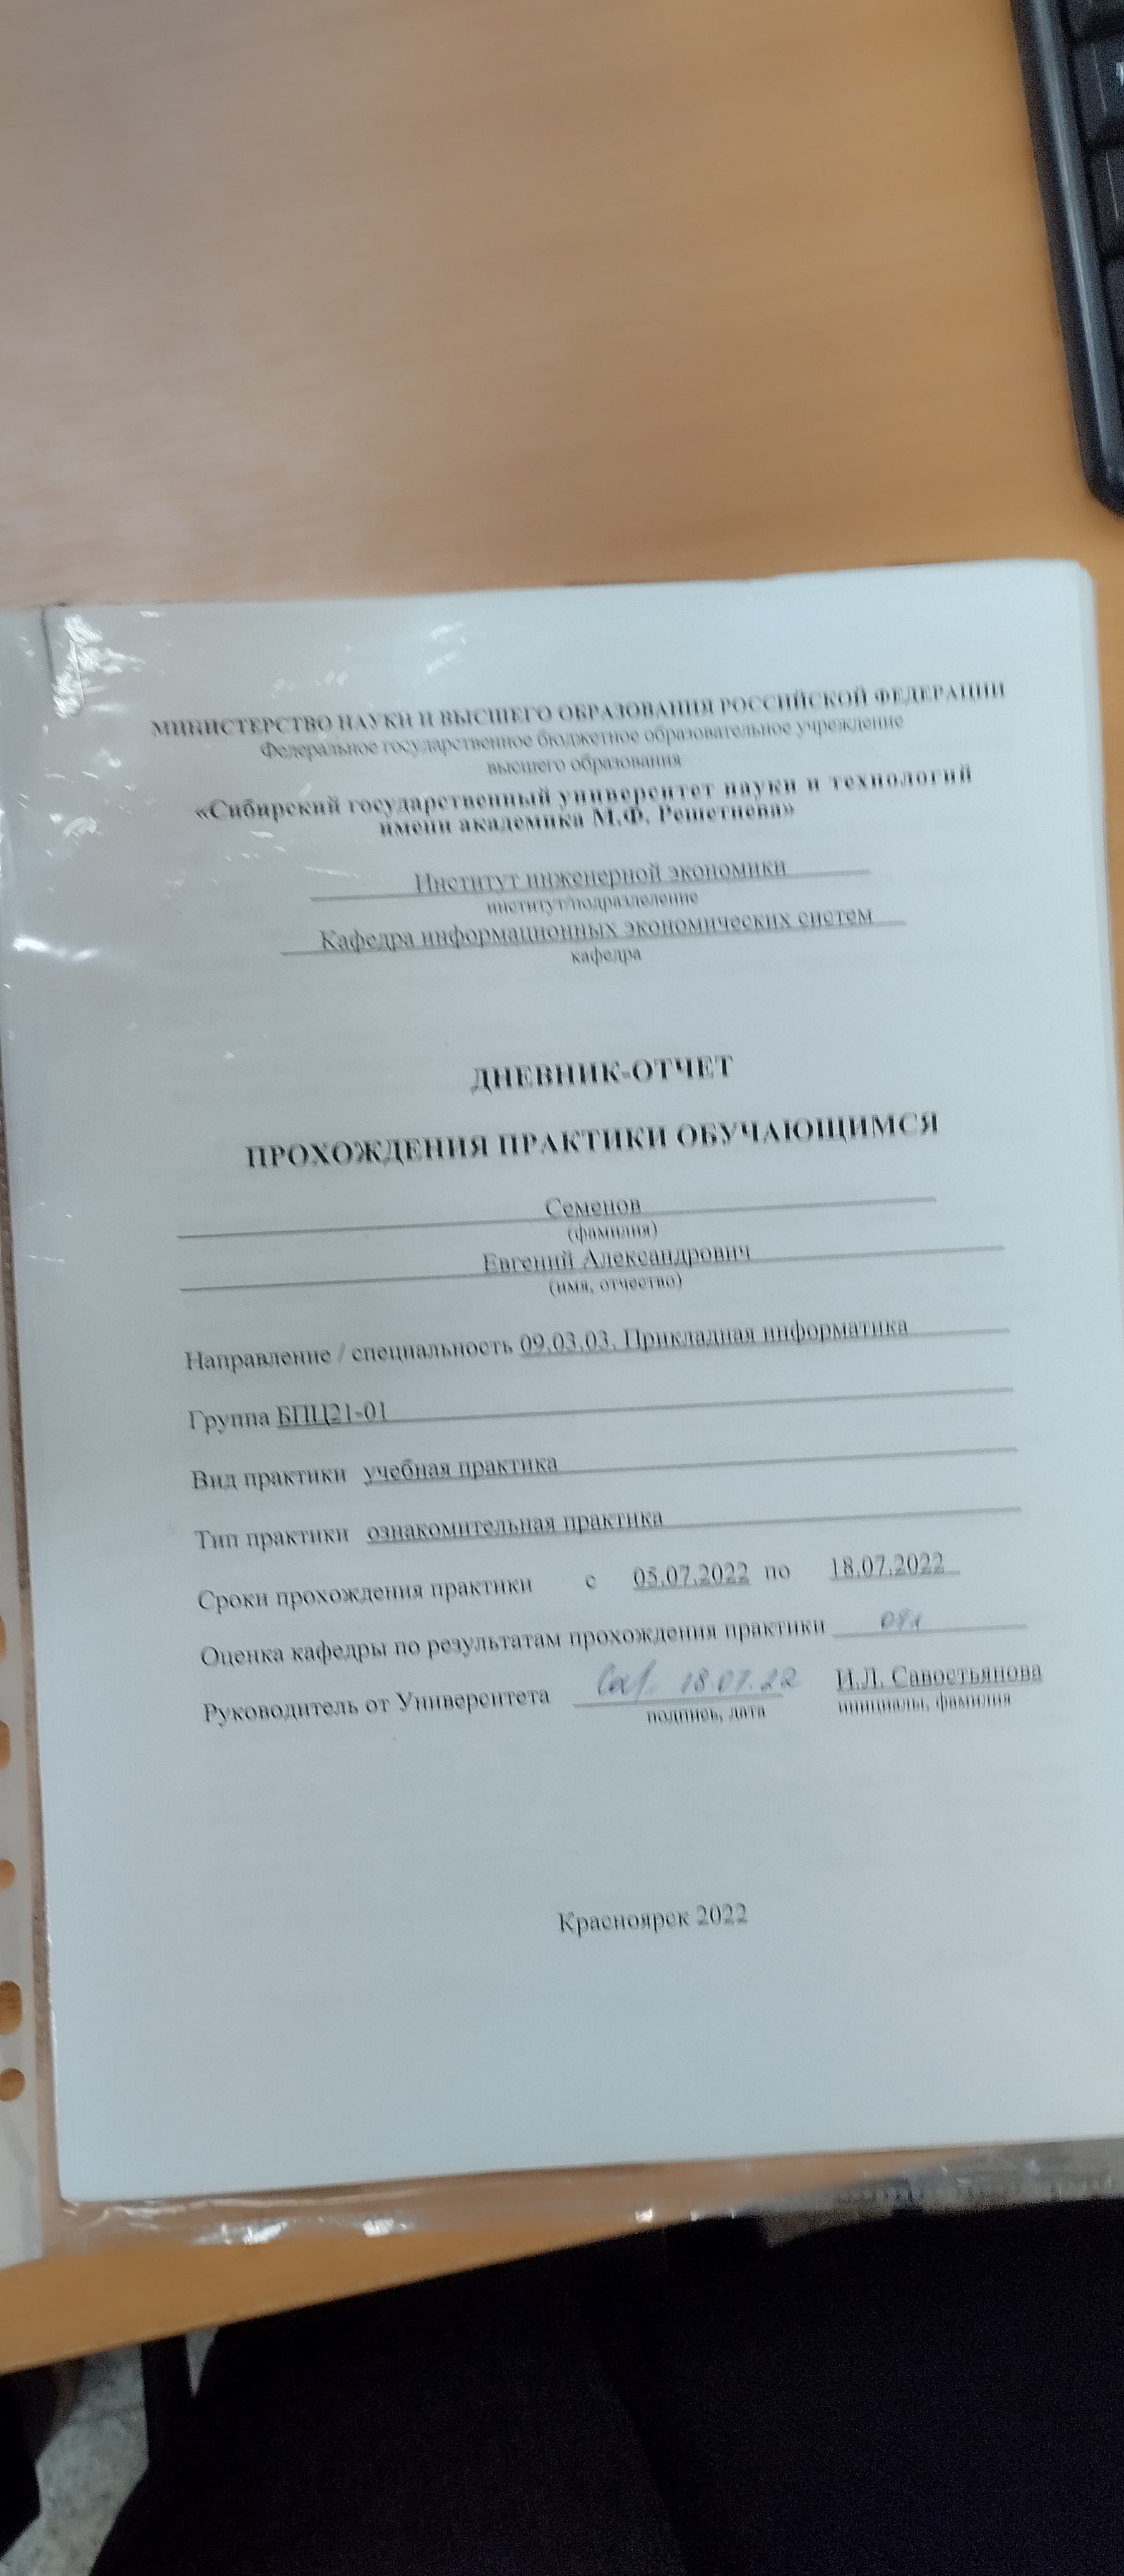 МИНИСТЕРСТВО НАУКИ И ВЫСШЕГО ОБРАЗОВАНИЯ РОССИЙСКОЙ ФЕДЕРАЦИИ
Федеральное государственное бюджетное образовательное учреждение
высшего образования
«Сибирский государственный университет науки и технологий
имени академика М.Ф. Решетнева»
Институт инженерной экономики
институт/подразделение
Кафедра информационных экономических систем
кафедра
ДНЕВНИК-ОТЧЕТ
ПРОХОЖДЕНИЯ ПРАКТИКИ ОБУЧАЮЩИМСЯ
Семенов
(фамилия)
Евгений Александрович
(имя, отчество)
Направление / специальность 09.03.03. Прикладная информатика
Группа БПЦ21-01
Вид практики учебная практика
Тип практики ознакомительная практика
Сроки прохождения практики с 05.07.2022 по 18.07.2022
Оценка кафедры по результатам прохождения практики
Руководитель от Университета 18.07.22 И.Л. Савостьянова
подпись, дата инициалы, фамилия
Красноярск 2022